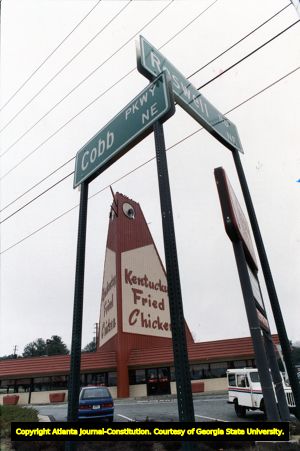 Roswell
NE
Cobb PKWY
NE
Kentucky
Fried
Chicken
Kentucky
Fried
Chicken
Copyright Atlanta Journal-Constitution. Courtesy of Georgia State University.